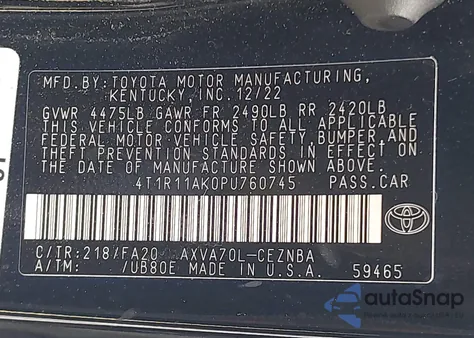 MFD. BY: TOYOTA MOTOR MANUFACTURING,
KENTUCKY, INC. 12/22
GVWR 4475LB GAWR FR 2490LB RR 2420LB
THIS VEHICLE CONFORMS TO ALL APPLICABLE
FEDERAL MOTOR VEHICLE SAFETY, BUMPER AND
THEFT PREVENTION STANDARDS IN EFFECT ON
THE DATE OF MANUFACTURE SHOWN ABOVE.
4T1R11AK0PU760745 PASS.CAR
TOYOTA
C/TR:218/FA20 AXVA70L-CEZNBA
A/TM: /UB80E MADE IN U.S.A. 59465
autoSnap